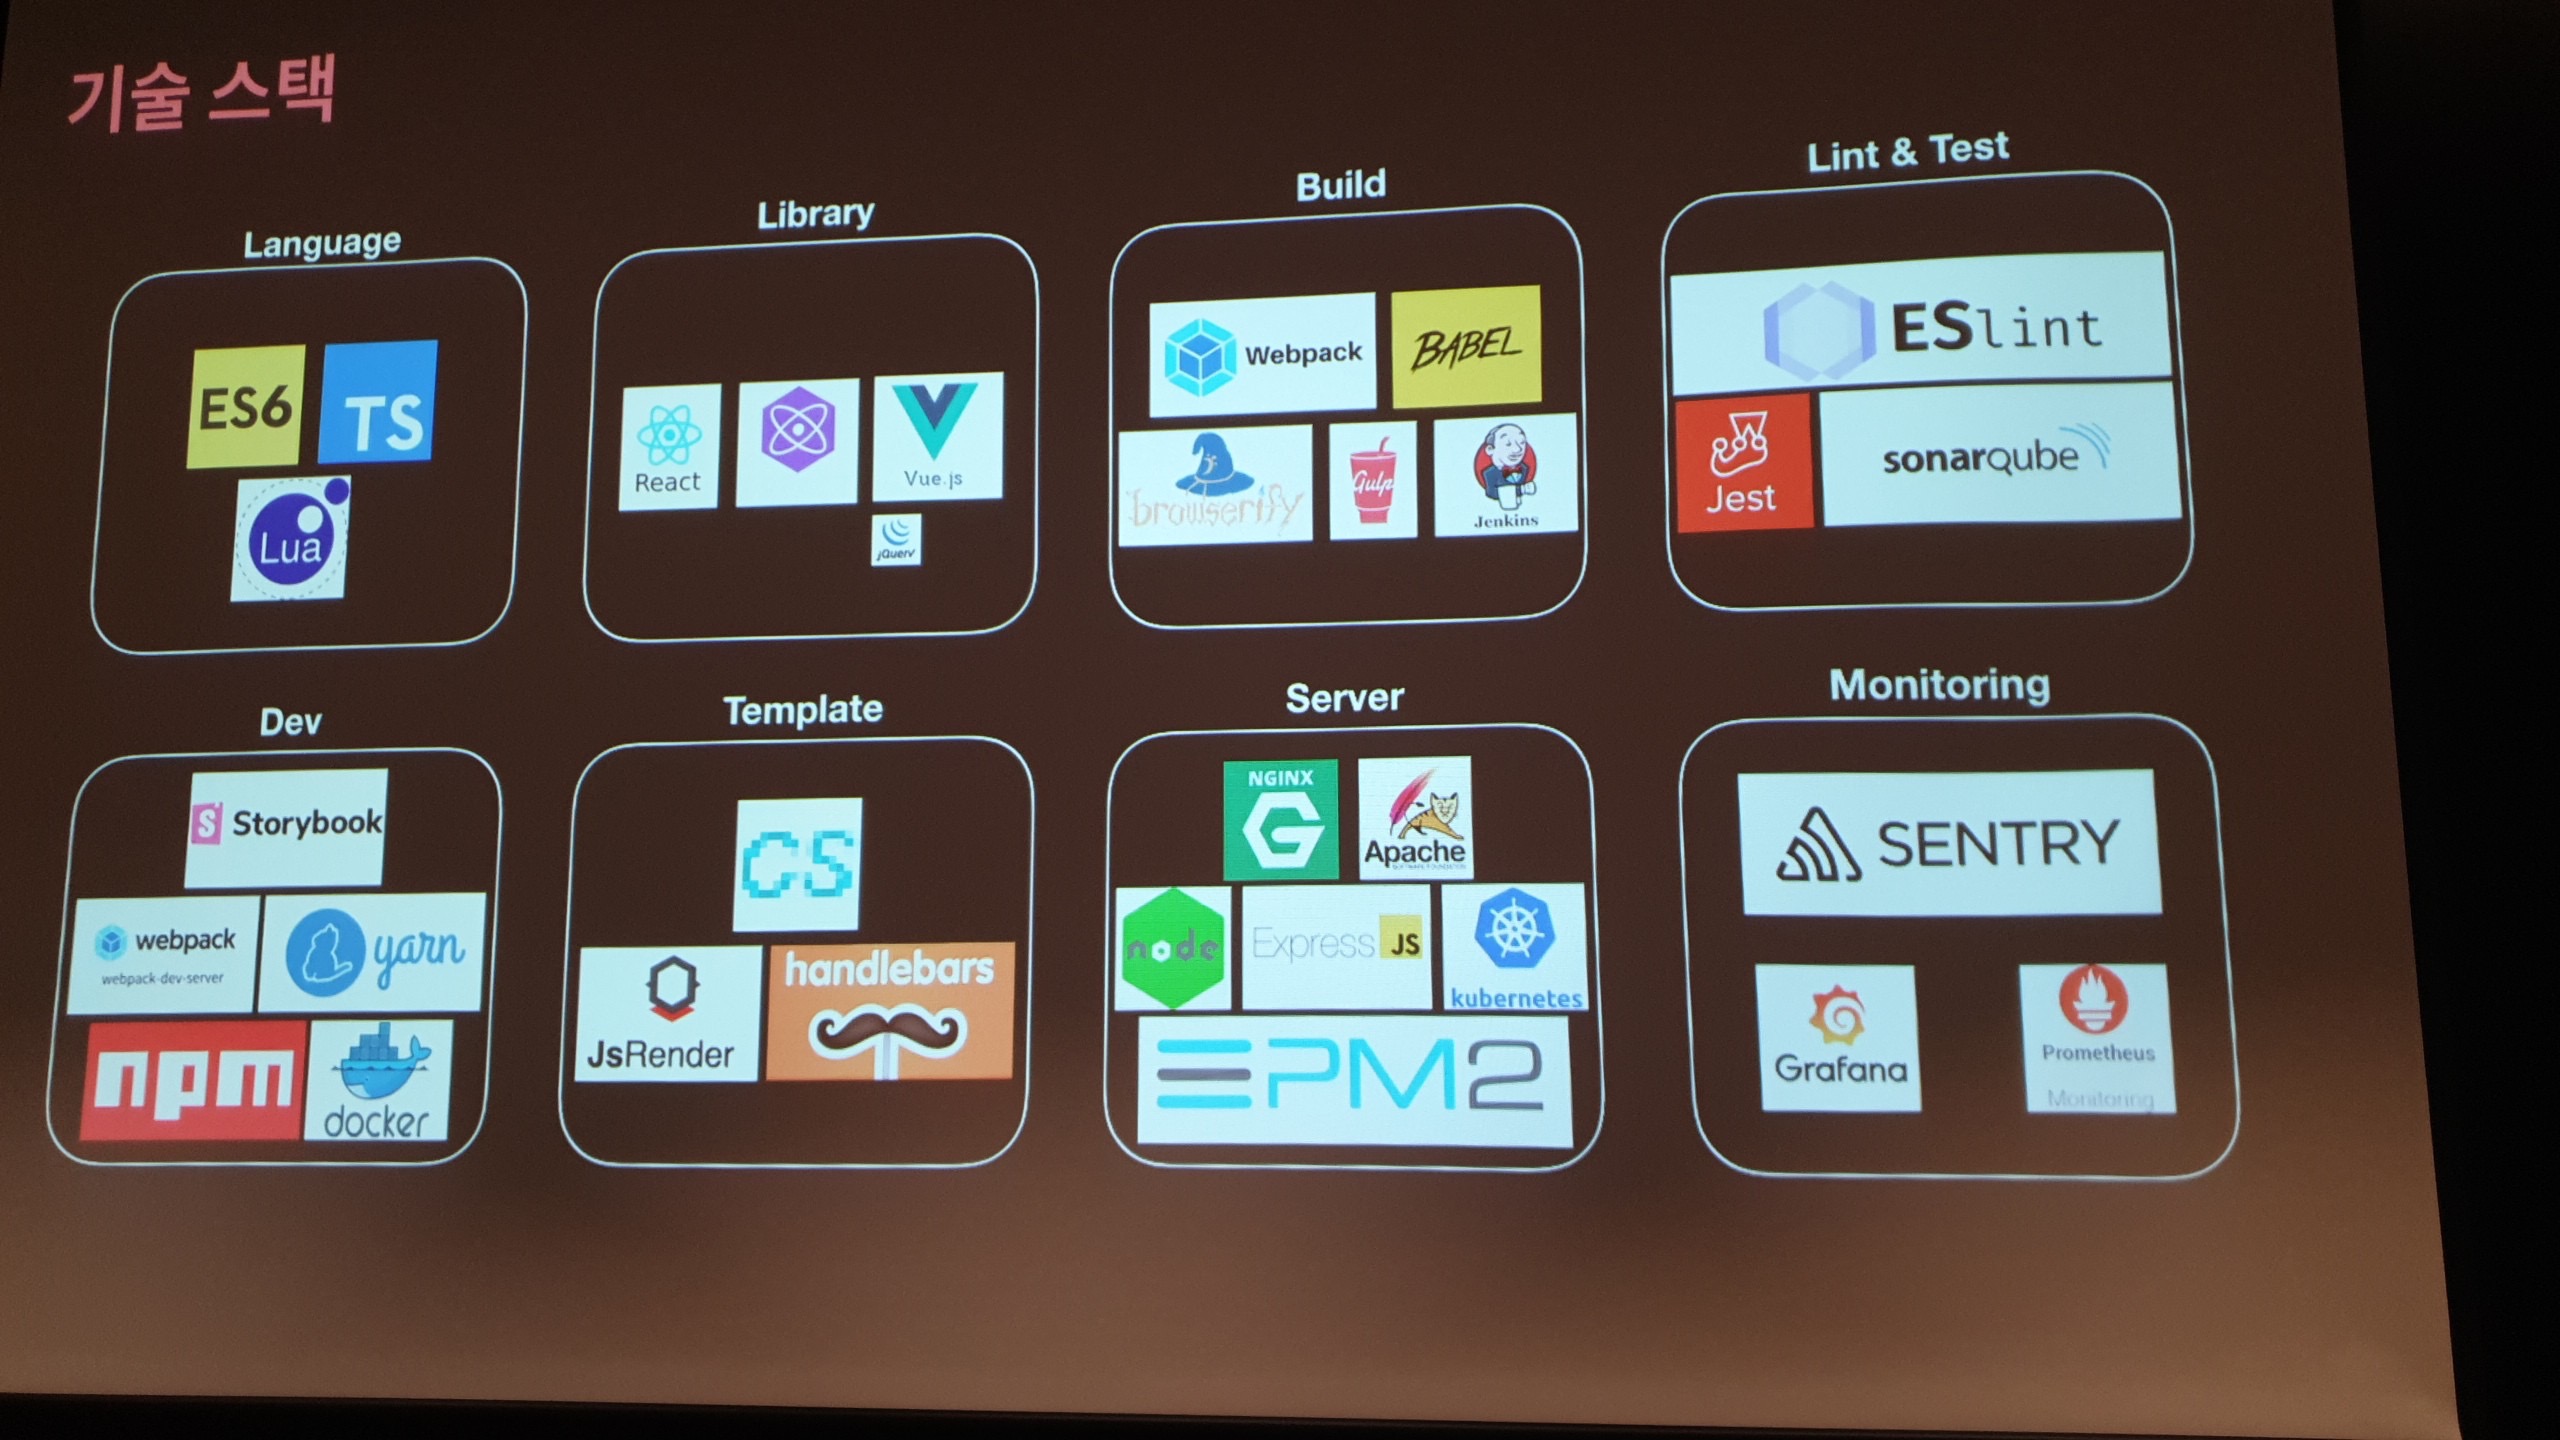 기술 스택
Language
ES6
TS
Lua
Library
React
Vue.js
jQuery
Build
Webpack
BABEL
browserify
Gulp
Jenkins
Lint & Test
ESlint
Jest
sonarqube
Dev
Storybook
webpack
webpack-dev-server
yarn
npm
docker
Template
CS
JsRender
handlebars
Server
NGINX
G
Apache
node
Express JS
kubernetes
PM2
Monitoring
SENTRY
Grafana
Prometheus
Monitoring